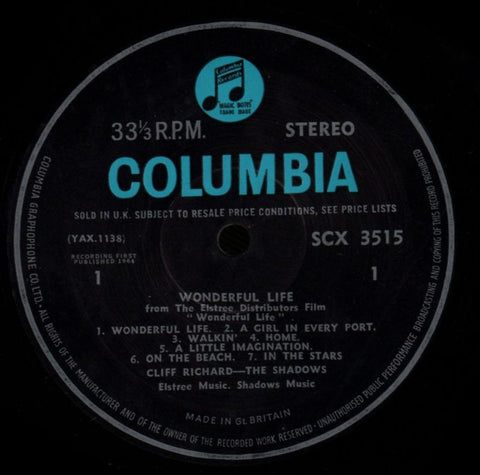 Columbia
Records
"MAGIC NOTES"
TRADE MARK
33⅓ R.P.M.
STEREO
COLUMBIA
SOLD IN U.K. SUBJECT TO RESALE PRICE CONDITIONS, SEE PRICE LISTS
(YAX.1138)
SCX 3515
RECORDING FIRST
PUBLISHED 1964
1
1
WONDERFUL LIFE
from The Elstree Distributors Film
"Wonderful Life".
1. WONDERFUL LIFE. 2. A GIRL IN EVERY PORT.
3. WALKIN' 4. HOME.
5. A LITTLE IMAGINATION.
6. ON THE BEACH. 7. IN THE STARS
CLIFF RICHARD—THE SHADOWS
Elstree Music. Shadows Music
MADE IN Gt. BRITAIN
COLUMBIA GRAPHOPHONE CO. LTD.- ALL RIGHTS OF THE MANUFACTURER AND OF THE OWNER OF THE RECORDED WORK RESERVED- UNAUTHORISED PUBLIC PERFORMANCE BROADCASTING AND COPYING OF THIS RECORD PROHIBITED